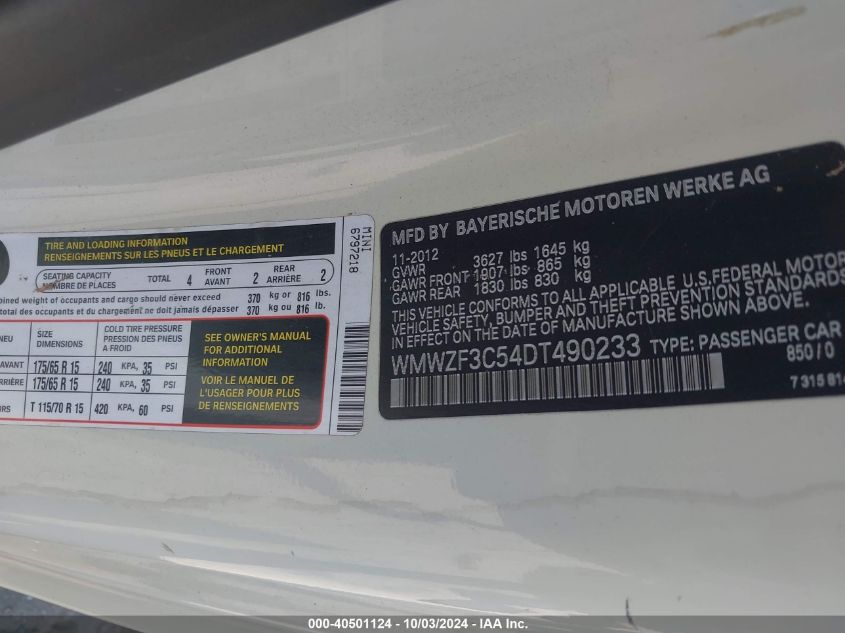 TIRE AND LOADING INFORMATION
RENSEIGNEMENTS SUR LES PNEUS ET LE CHARGEMENT
SEATING CAPACITY
NOMBRE DE PLACES
TOTAL 4 FRONT AVANT 2 REAR ARRIÈRE 2
bined weight of occupants and cargo should never exceed 370 kg or 816 lbs.
total des occupants et du chargement ne doit jamais dépasser 370 kg ou 816 lb.
NEU SIZE DIMENSIONS COLD TIRE PRESSURE PRESSION DES PNEUS A FROID
AVANT 175/65 R 15 240 KPA, 35 PSI
RRIÈRE 175/65 R 15 240 KPA, 35 PSI
URS T 115/70 R 15 420 KPA, 60 PSI
SEE OWNER'S MANUAL
FOR ADDITIONAL
INFORMATION
VOIR LE MANUEL DE
L'USAGER POUR PLUS
DE RENSEIGNEMENTS
MINI
6797218
MFD BY BAYERISCHE MOTOREN WERKE AG
11-2012
GVWR 3627 lbs 1645 kg
GAWR FRONT 1907 lbs 865 kg
GAWR REAR 1830 lbs 830 kg
THIS VEHICLE CONFORMS TO ALL APPLICABLE U.S.FEDERAL MOTOR
VEHICLE SAFETY, BUMPER AND THEFT PREVENTION STANDARDS
IN EFFECT ON THE DATE OF MANUFACTURE SHOWN ABOVE.
WMWZF3C54DT490233 TYPE: PASSENGER CAR
850/0
7 315 814
000-40501124 - 10/03/2024 - IAA Inc.